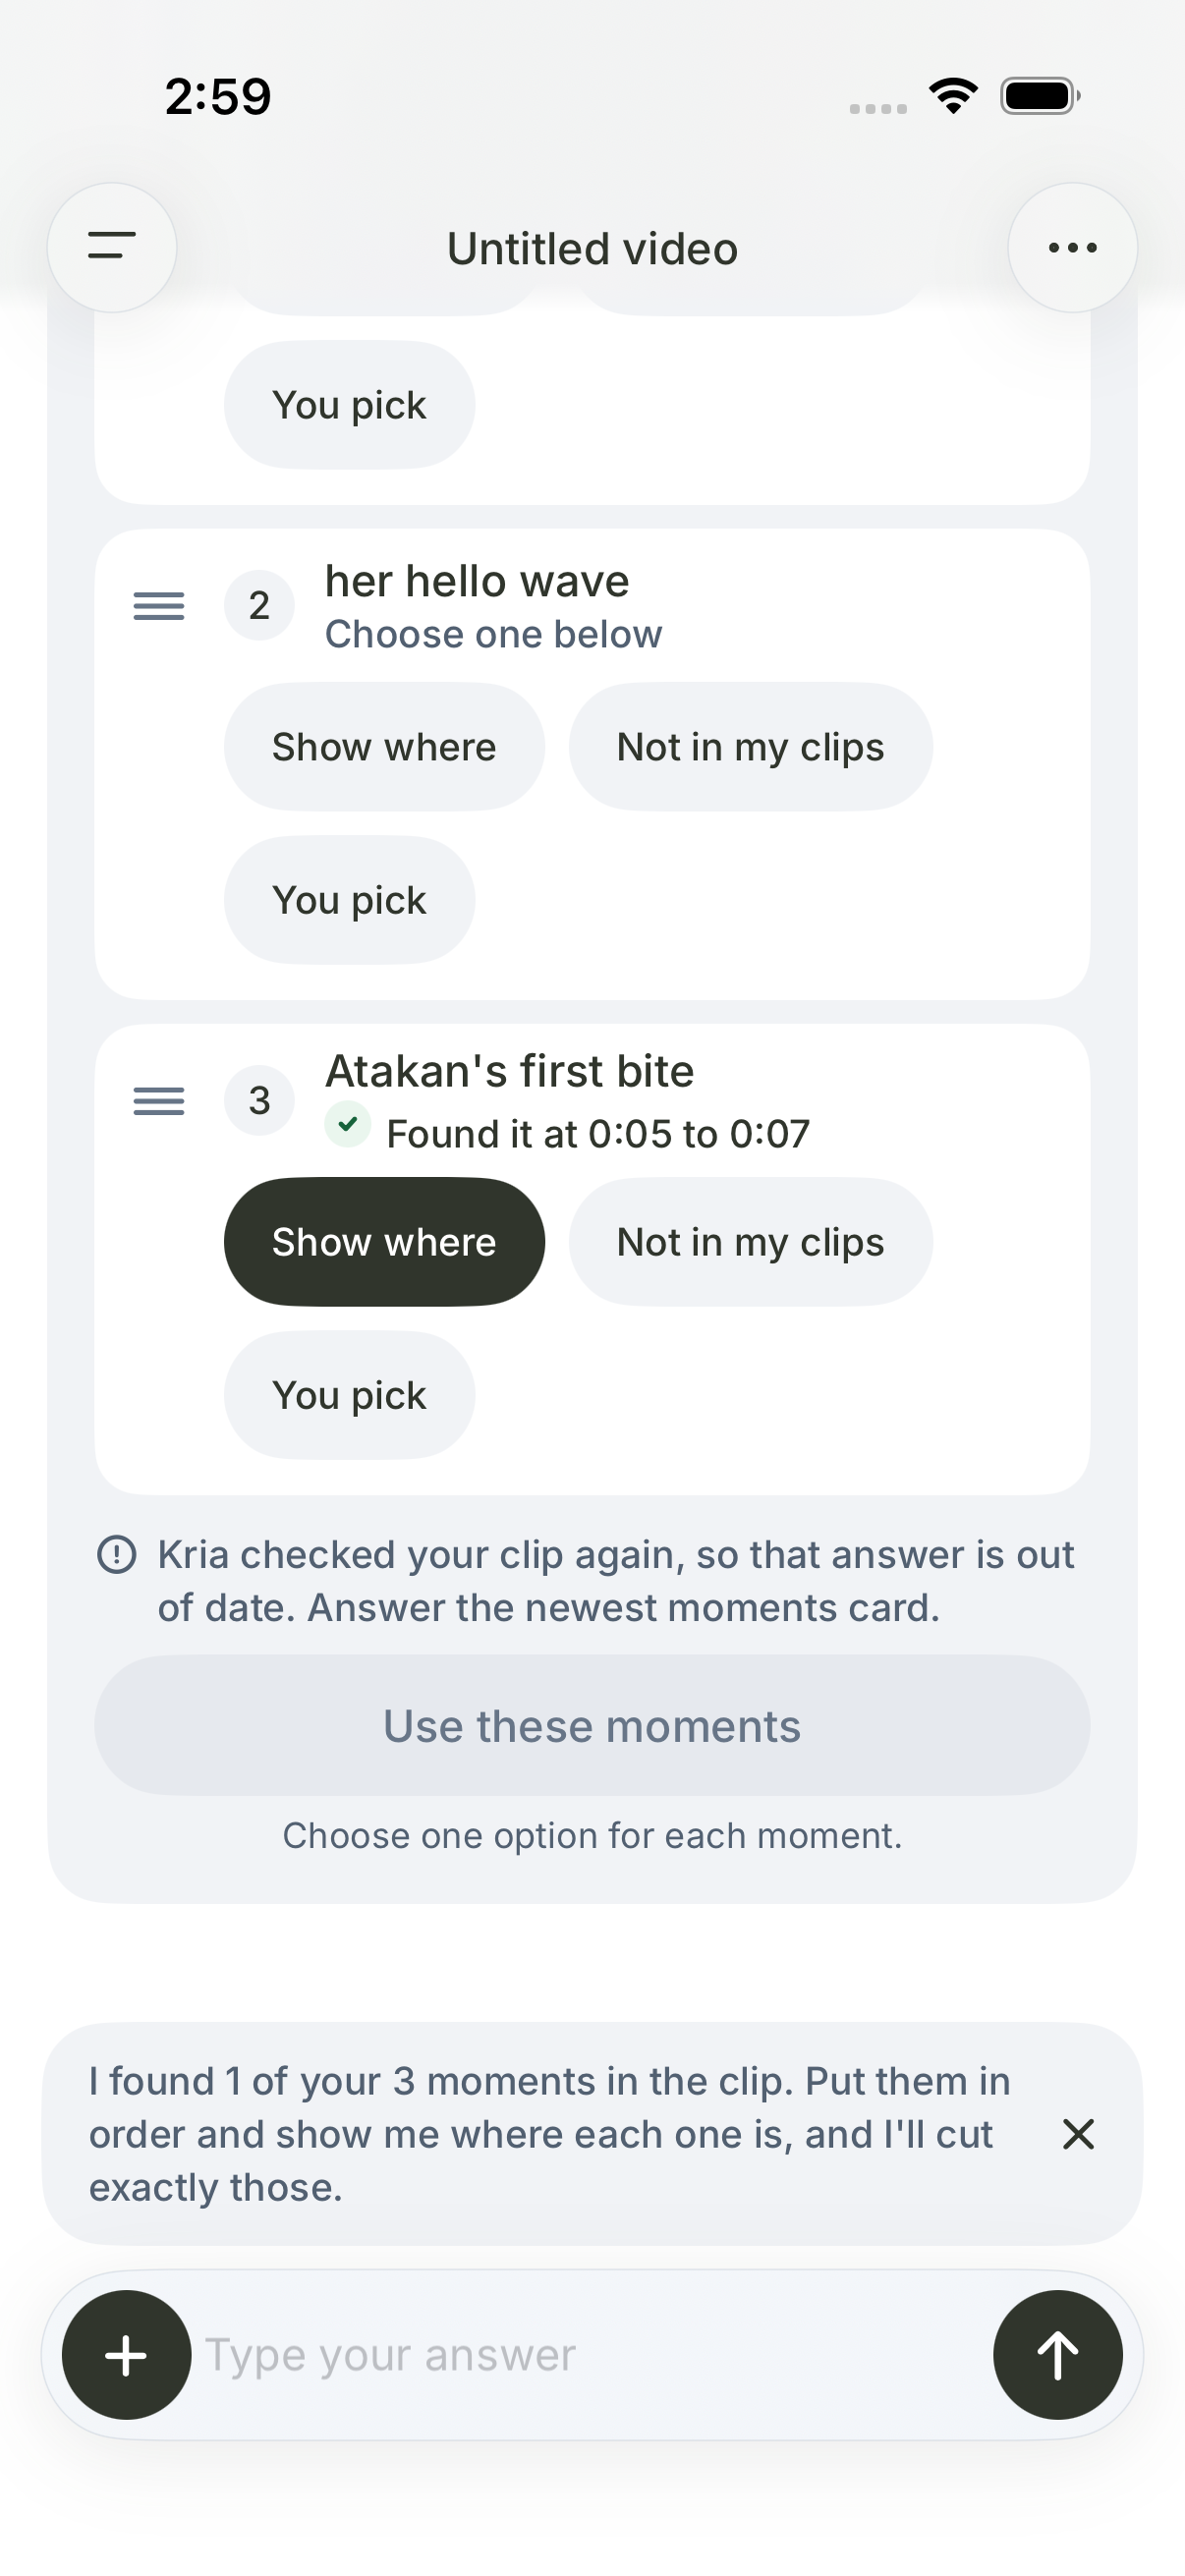 2:59
Untitled video
You pick
2
her hello wave
Choose one below
Show where
Not in my clips
You pick
3
Atakan's first bite
Found it at 0:05 to 0:07
Show where
Not in my clips
You pick
Kria checked your clip again, so that answer is out
of date. Answer the newest moments card.
Use these moments
Choose one option for each moment.
I found 1 of your 3 moments in the clip. Put them in
order and show me where each one is, and I'll cut
exactly those.
Type your answer